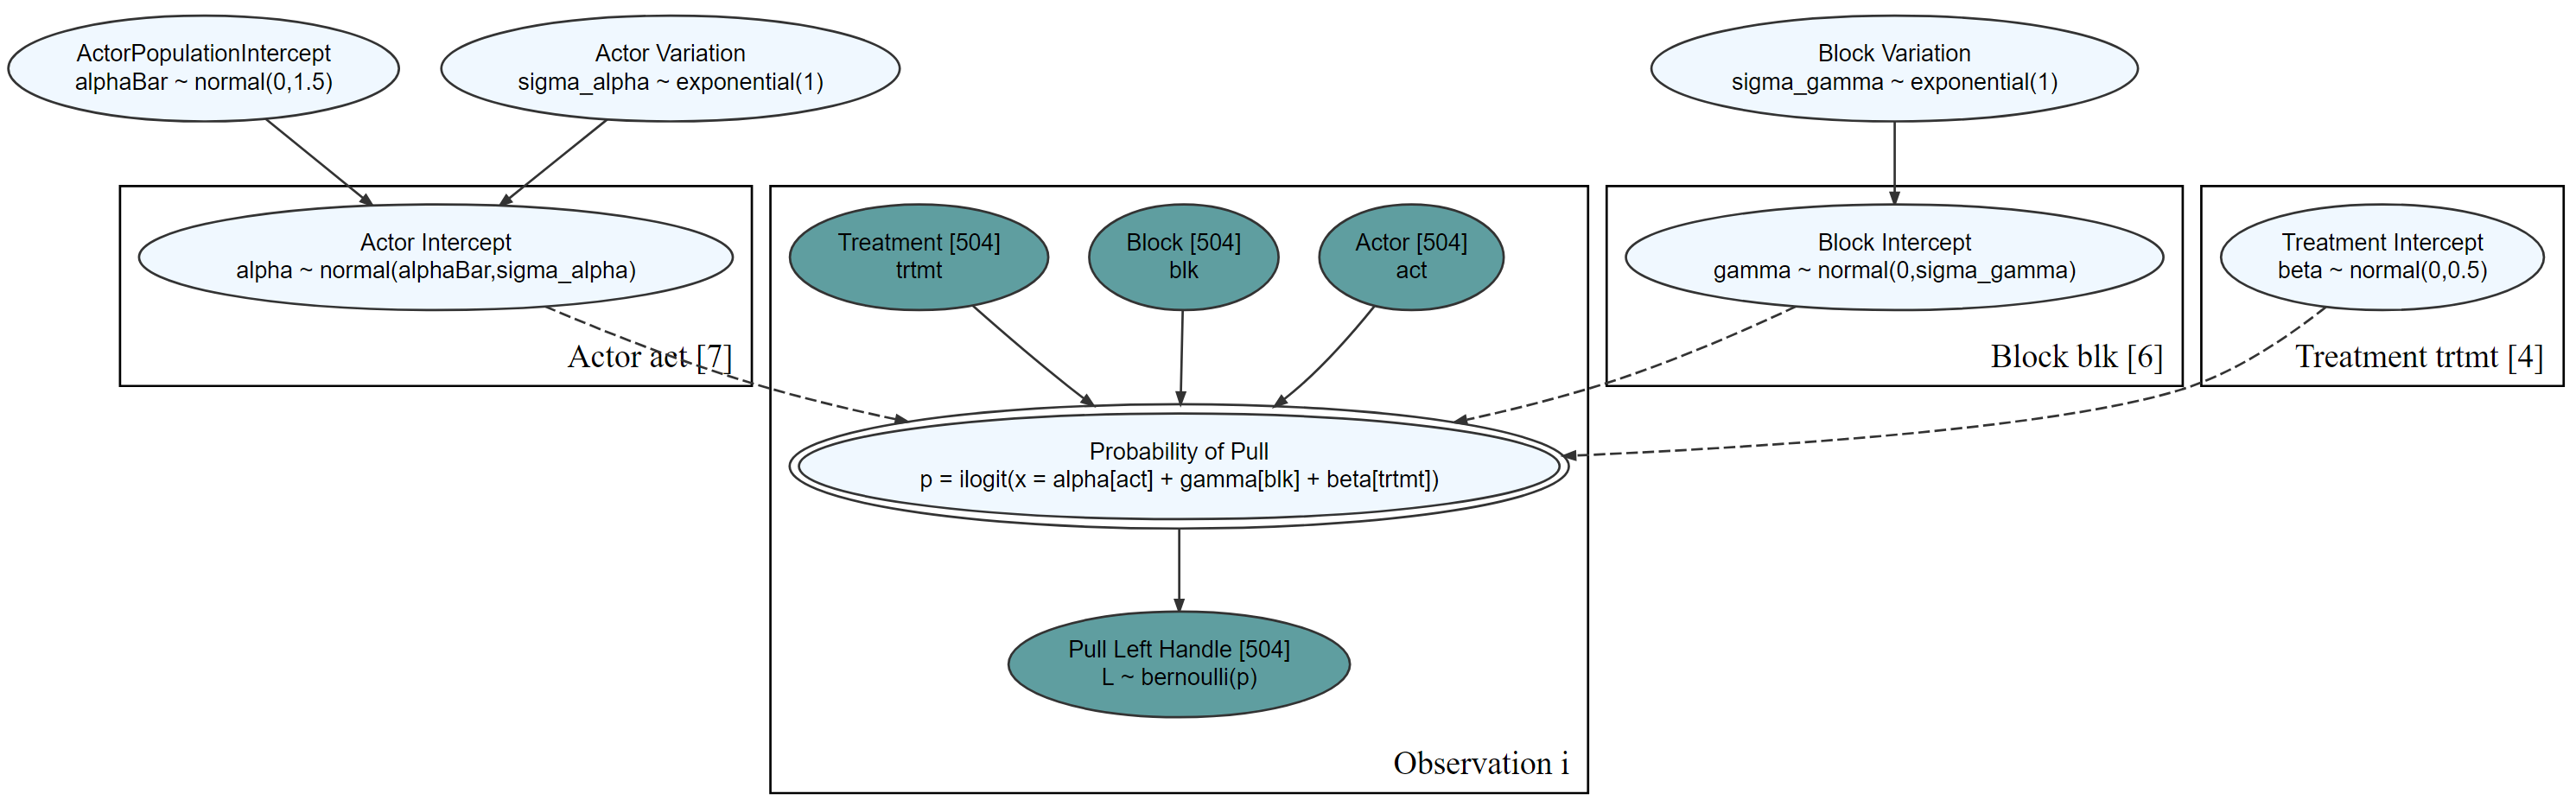 ActorPopulationIntercept
alphaBar ~ normal(0,1.5)
Actor Variation
sigma_alpha ~ exponential(1)
Block Variation
sigma_gamma ~ exponential(1)
Actor Intercept
alpha ~ normal(alphaBar,sigma_alpha)
Actor act [7]
Treatment [504]
trtmt
Block [504]
blk
Actor [504]
act
Block Intercept
gamma ~ normal(0,sigma_gamma)
Block blk [6]
Treatment Intercept
beta ~ normal(0,0.5)
Treatment trtmt [4]
Probability of Pull
p = ilogit(x = alpha[act] + gamma[blk] + beta[trtmt])
Pull Left Handle [504]
L ~ bernoulli(p)
Observation i